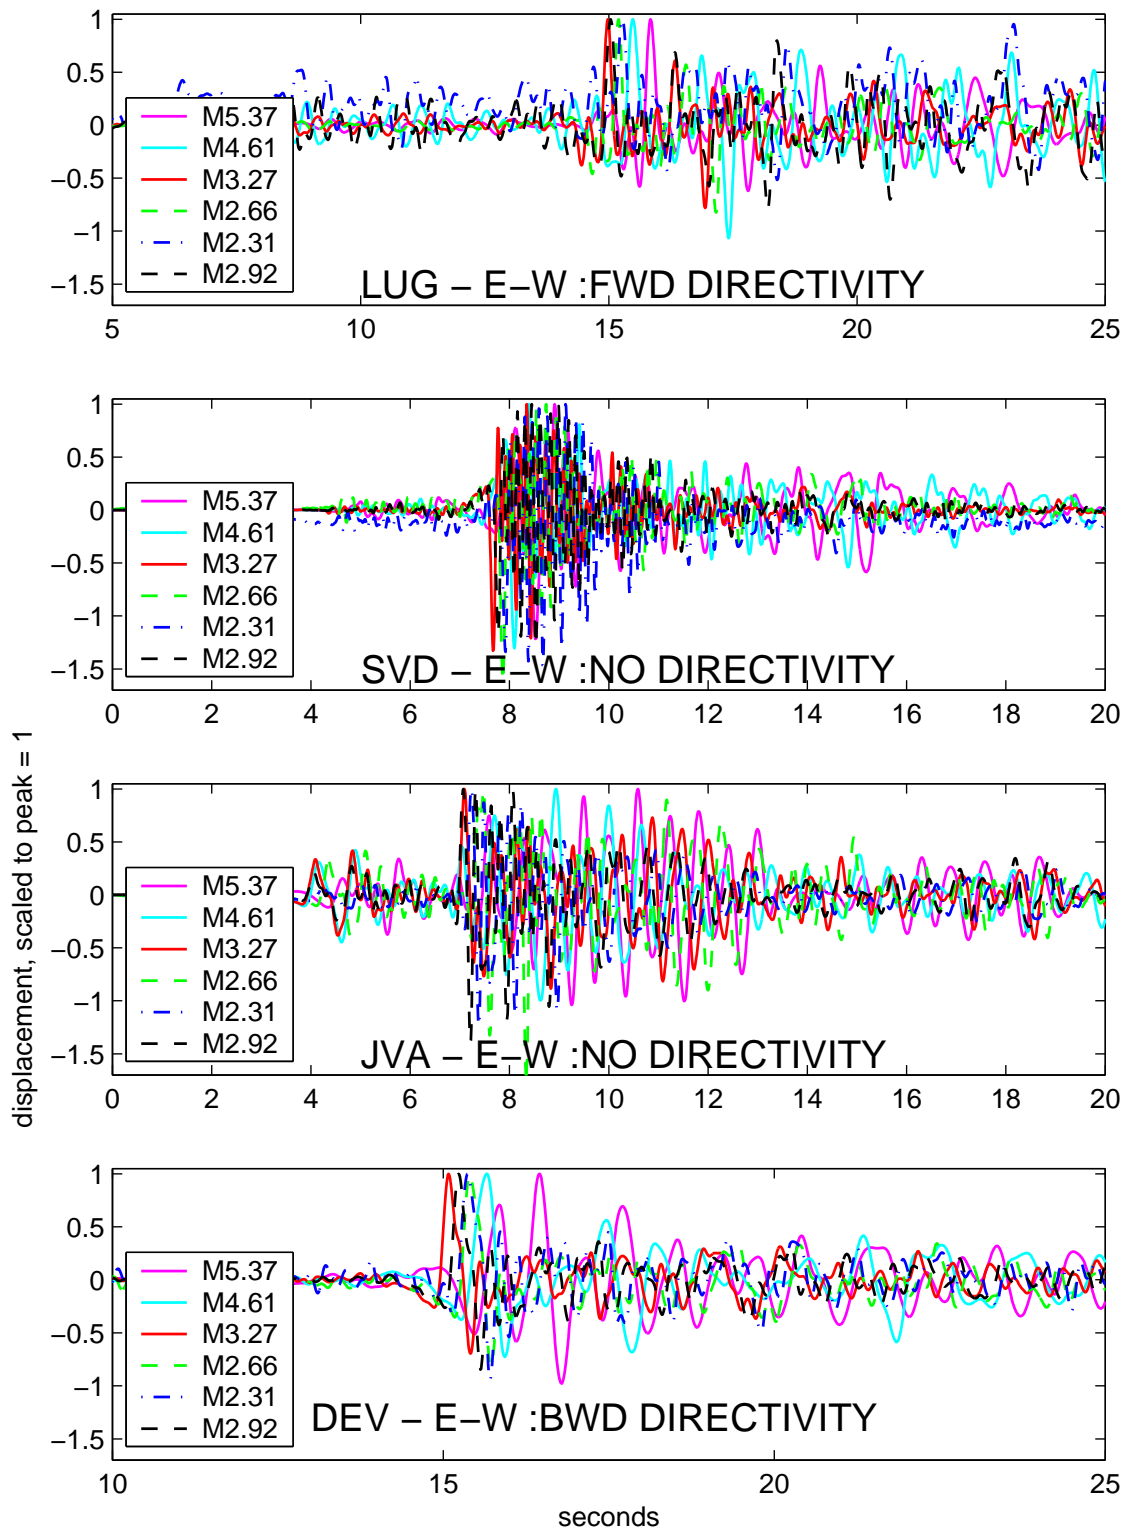 1
0.5
0
−0.5
−1
−1.5
M5.37
M4.61
M3.27
M2.66
M2.31
M2.92
LUG − E−W :FWD DIRECTIVITY
5 10 15 20 25
1
0.5
0
−0.5
−1
−1.5
M5.37
M4.61
M3.27
M2.66
M2.31
M2.92
SVD − E−W :NO DIRECTIVITY
0 2 4 6 8 10 12 14 16 18 20
displacement, scaled to peak = 1
1
0.5
0
−0.5
−1
−1.5
M5.37
M4.61
M3.27
M2.66
M2.31
M2.92
JVA − E−W :NO DIRECTIVITY
0 2 4 6 8 10 12 14 16 18 20
1
0.5
0
−0.5
−1
−1.5
M5.37
M4.61
M3.27
M2.66
M2.31
M2.92
DEV − E−W :BWD DIRECTIVITY
10 15 20 25
seconds